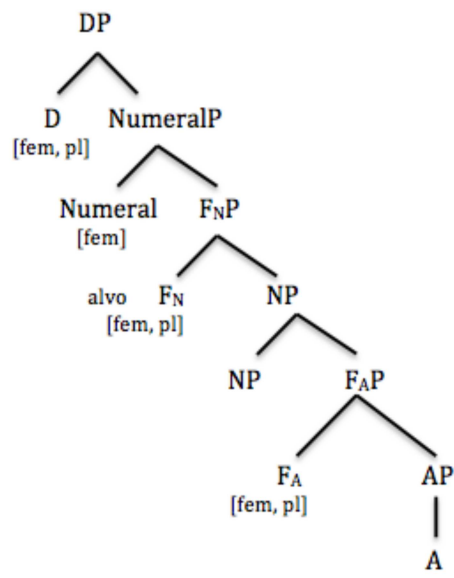 DP
D NumeralP
[fem, pl]
Numeral FNP
[fem]
alvo FN NP
[fem, pl]
NP FAP
FA AP
[fem, pl]
A